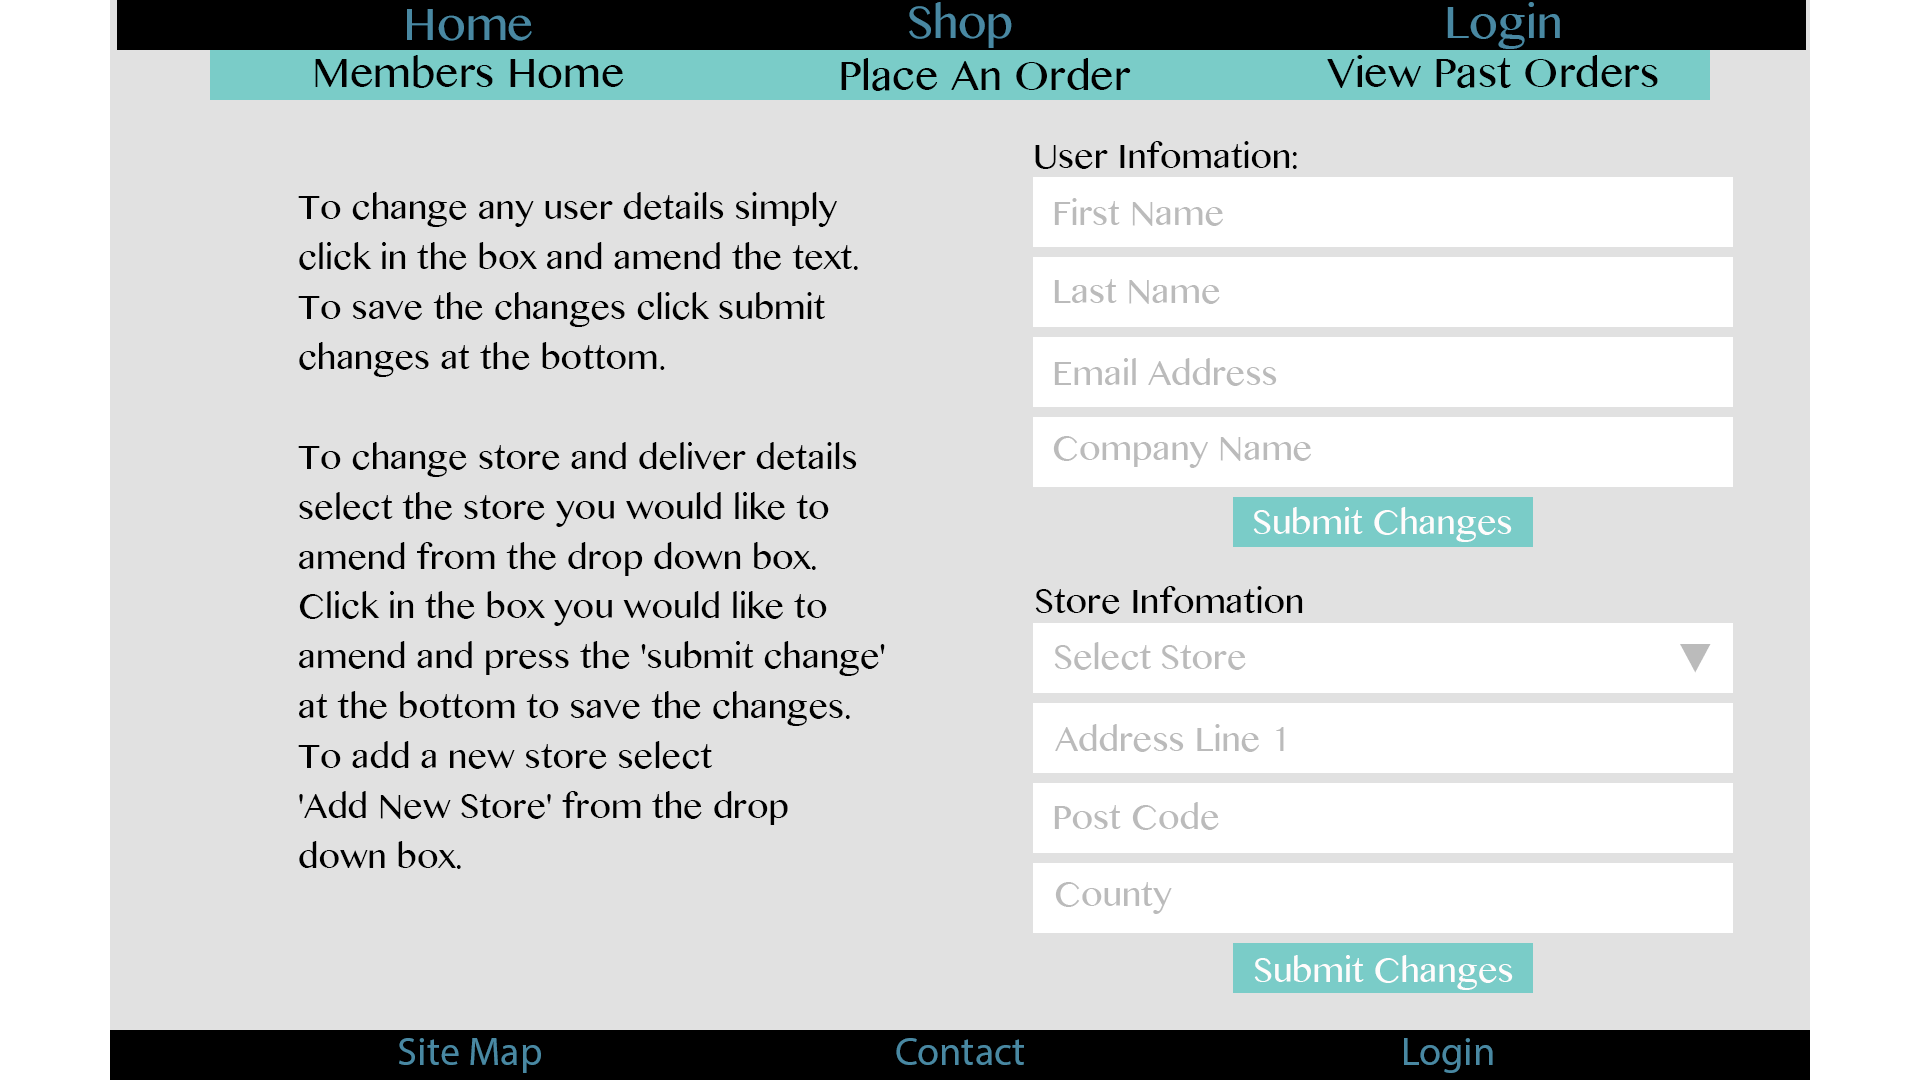 Home Shop Login
Members Home Place An Order View Past Orders
To change any user details simply
click in the box and amend the text.
To save the changes click submit
changes at the bottom.
To change store and deliver details
select the store you would like to
amend from the drop down box.
Click in the box you would like to
amend and press the 'submit change'
at the bottom to save the changes.
To add a new store select
'Add New Store' from the drop
down box.
User Infomation:
First Name
Last Name
Email Address
Company Name
Submit Changes
Store Infomation
Select Store
Address Line 1
Post Code
County
Submit Changes
Site Map Contact Login